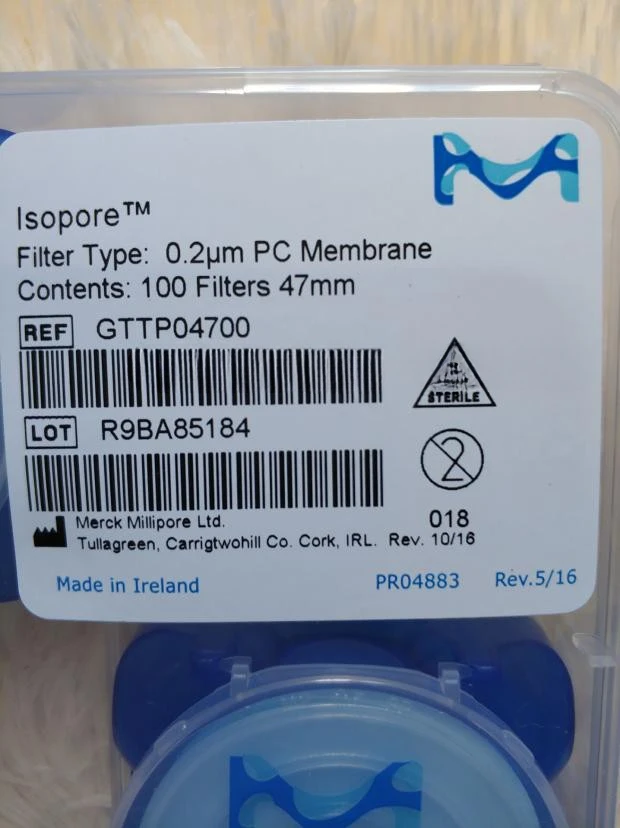 Isopore™
Filter Type: 0.2µm PC Membrane
Contents: 100 Filters 47mm
REF GTTP04700
STERILE
LOT R9BA85184
2
Merck Millipore Ltd.
018
Tullagreen, Carrigtwohill Co. Cork, IRL. Rev. 10/16
Made in Ireland PR04883 Rev.5/16